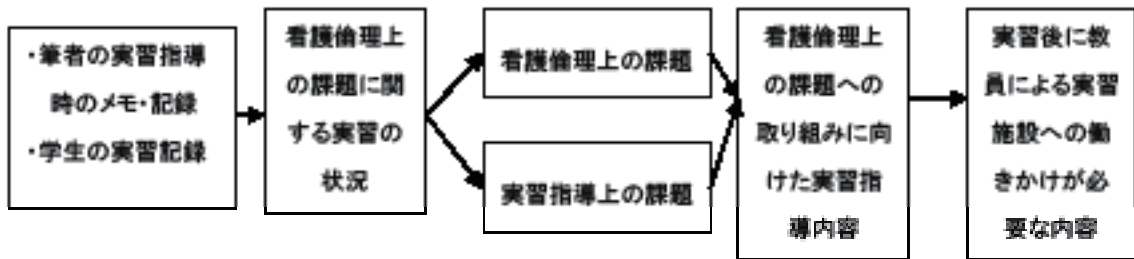 ・筆者の実習指導
時のメモ・記録
・学生の実習記録
看護倫理上
の課題に関
する実習の
状況
看護倫理上の課題
実習指導上の課題
看護倫理上
の課題への
取り組みに向
けた実習指
導内容
実習後に教
員による実習
施設への働
きかけが必
要な内容